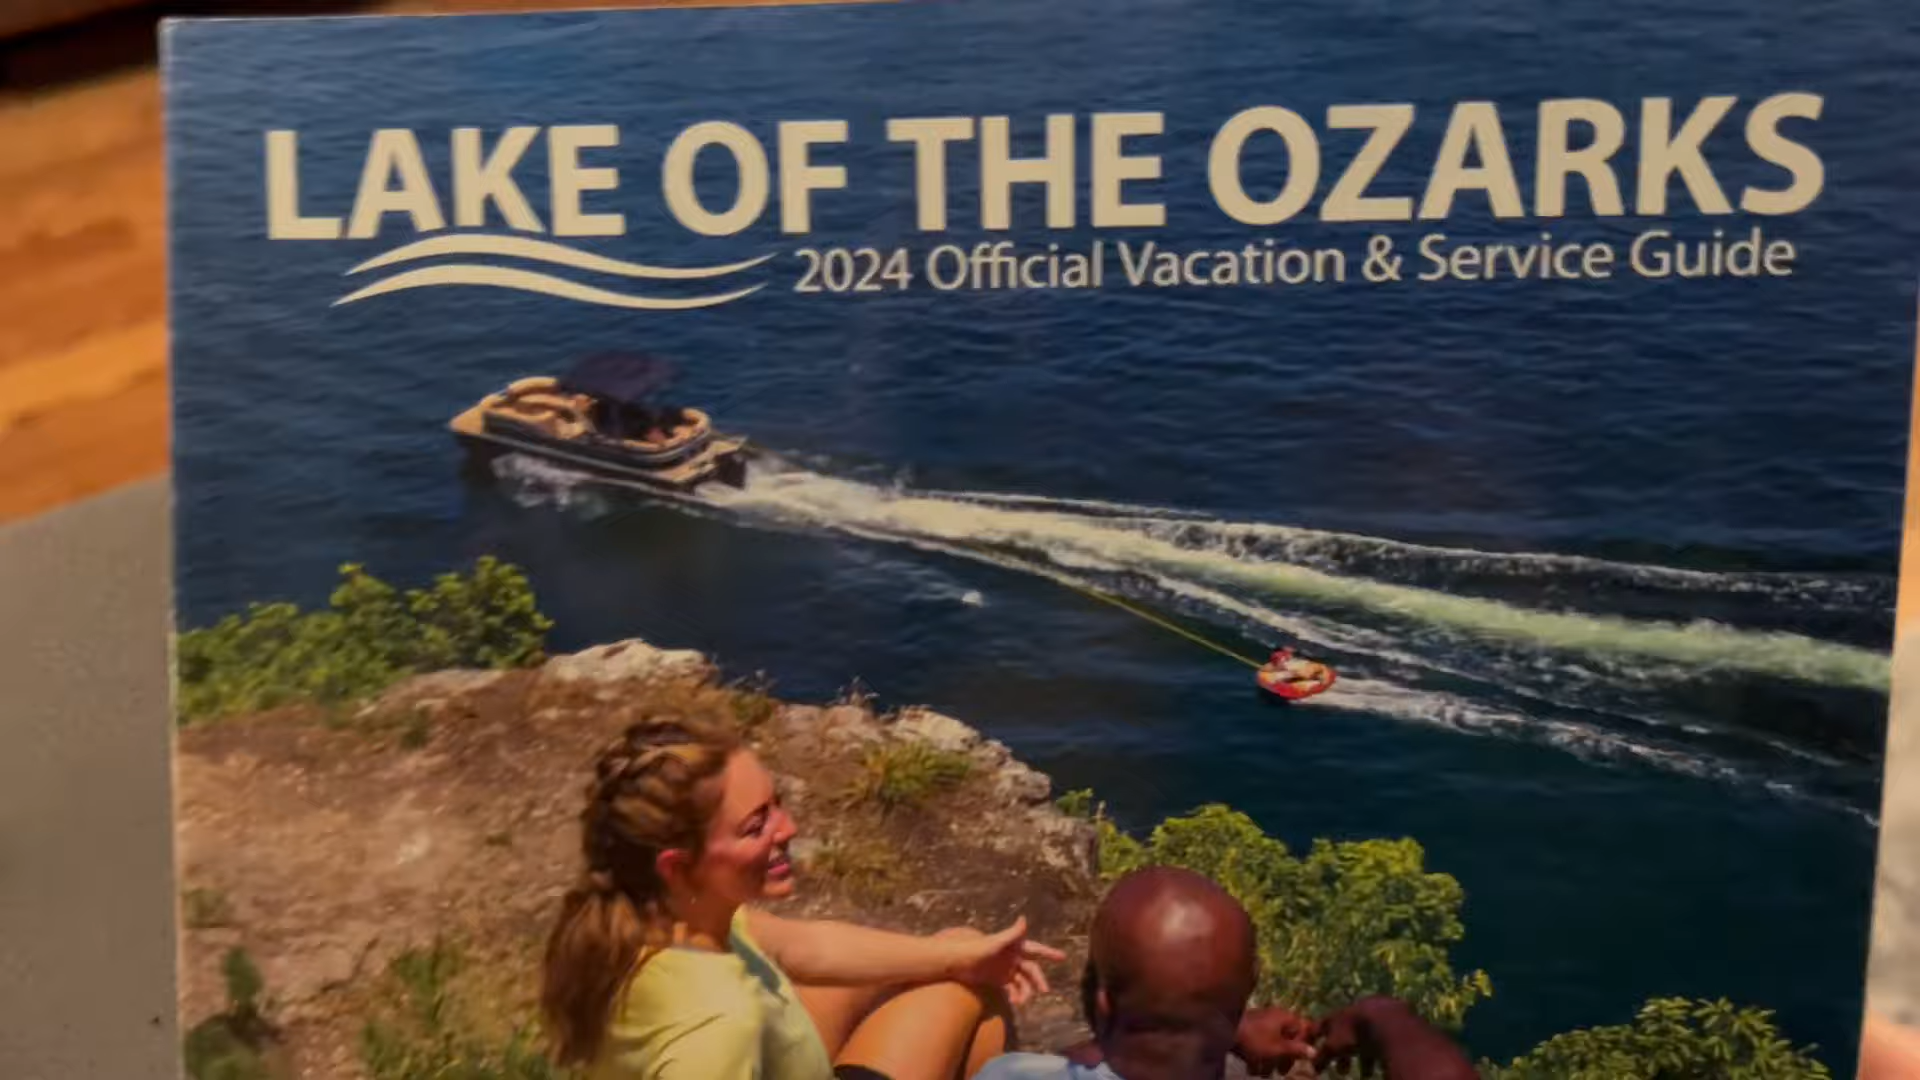 LAKE OF THE OZARKS
2024 Official Vacation & Service Guide